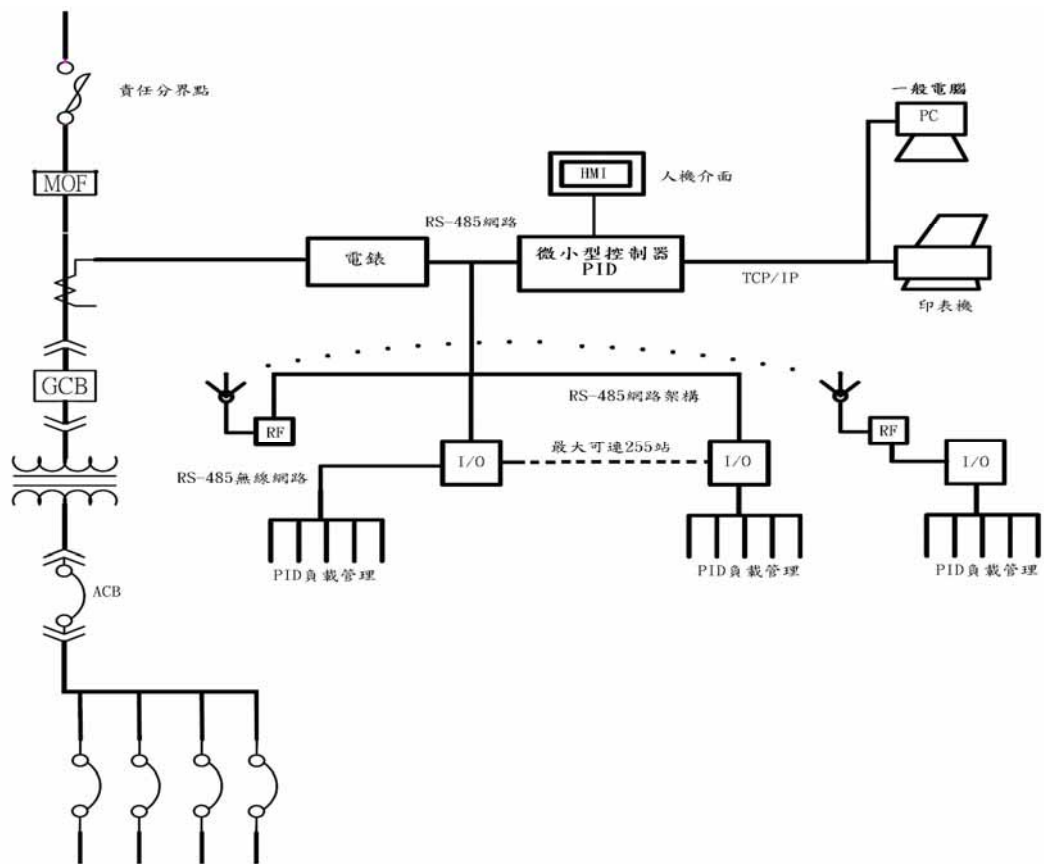 責任分界點
一般電腦
PC
MOF
HMI
人機介面
RS-485網路
電錶
微小型控制器
PID
TCP/IP
印表機
GCB
RS-485網路架構
RF
RF
I/O
最大可連255站
I/O
I/O
RS-485無線網路
PID負載管理
PID負載管理
PID負載管理
ACB